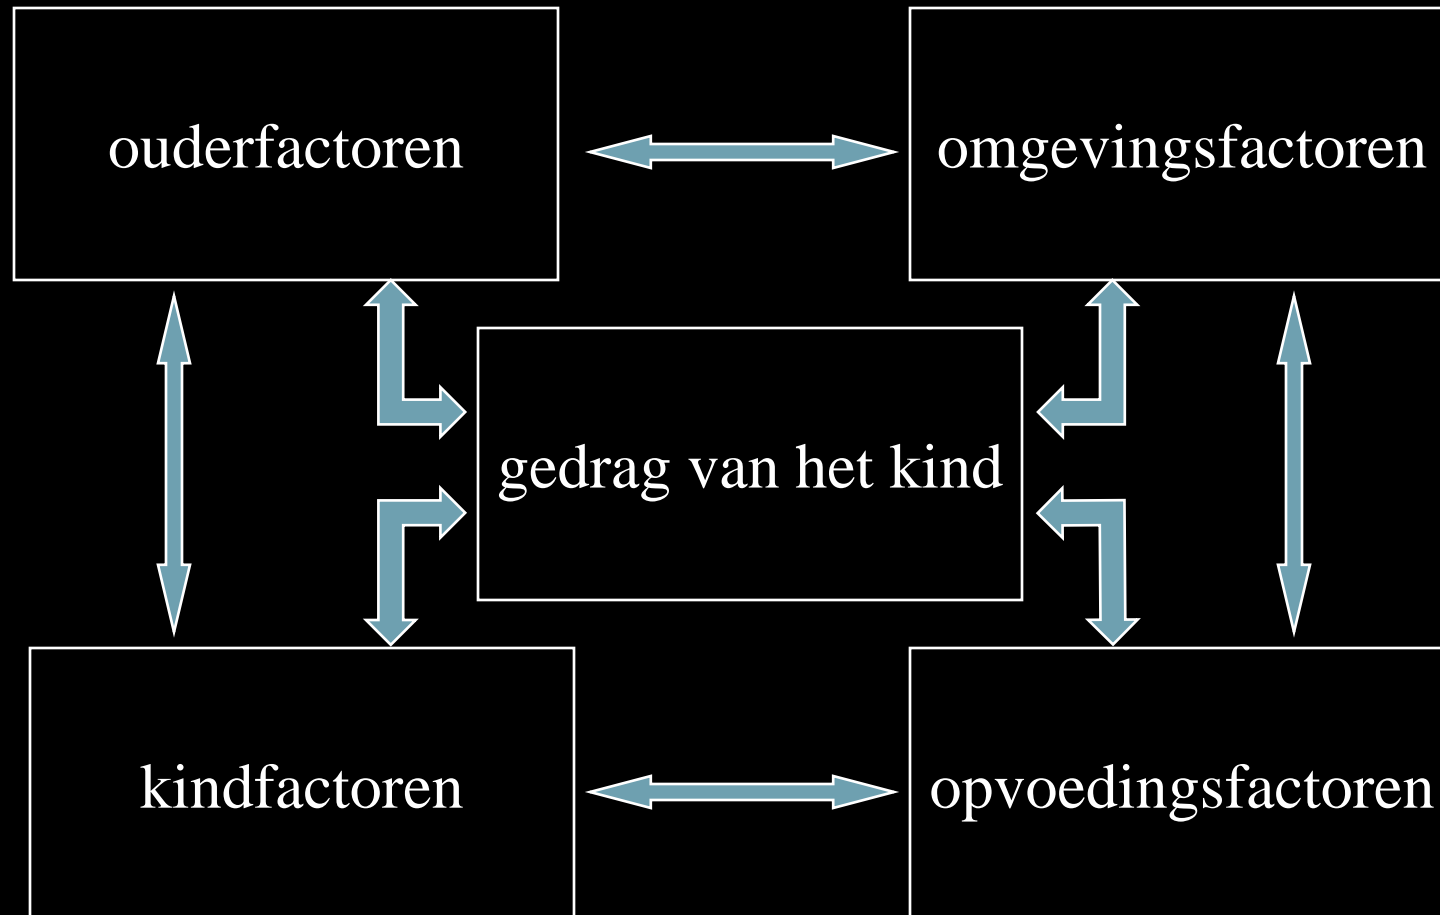 ouderfactoren
omgevingsfactoren
gedrag van het kind
kindfactoren
opvoedingsfactoren